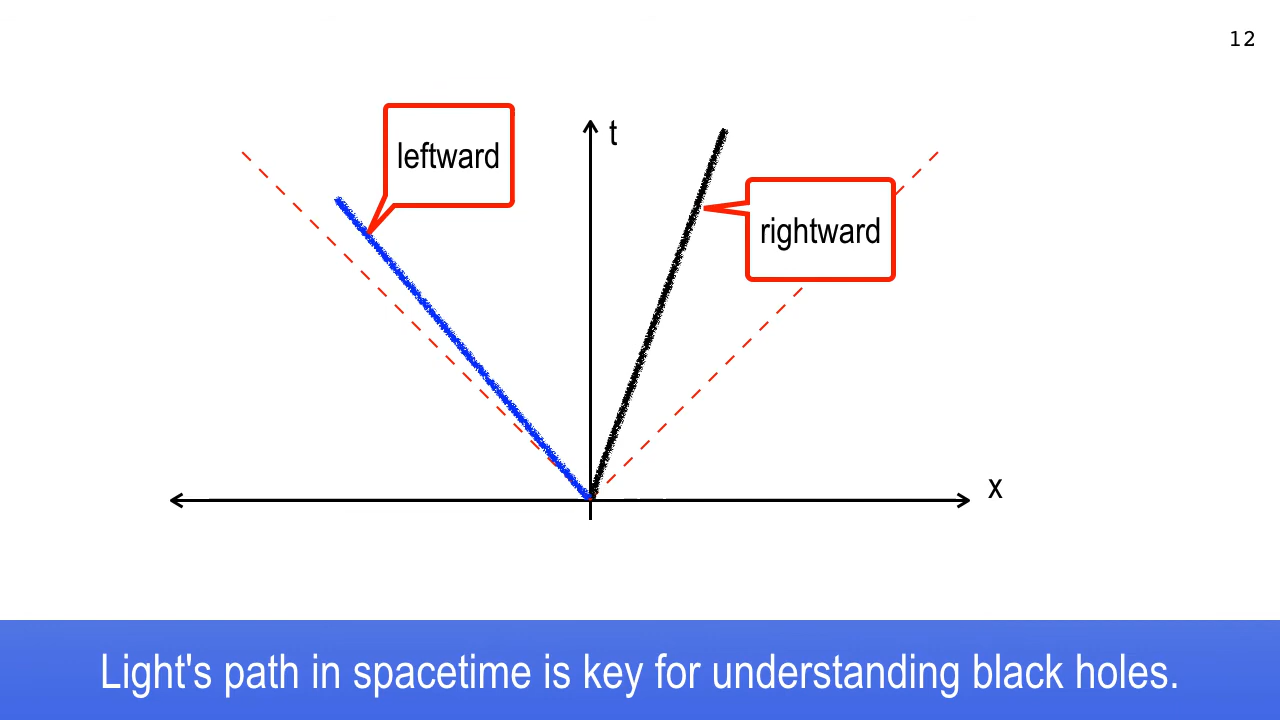 12
leftward
t
rightward
x
Light's path in spacetime is key for understanding black holes.